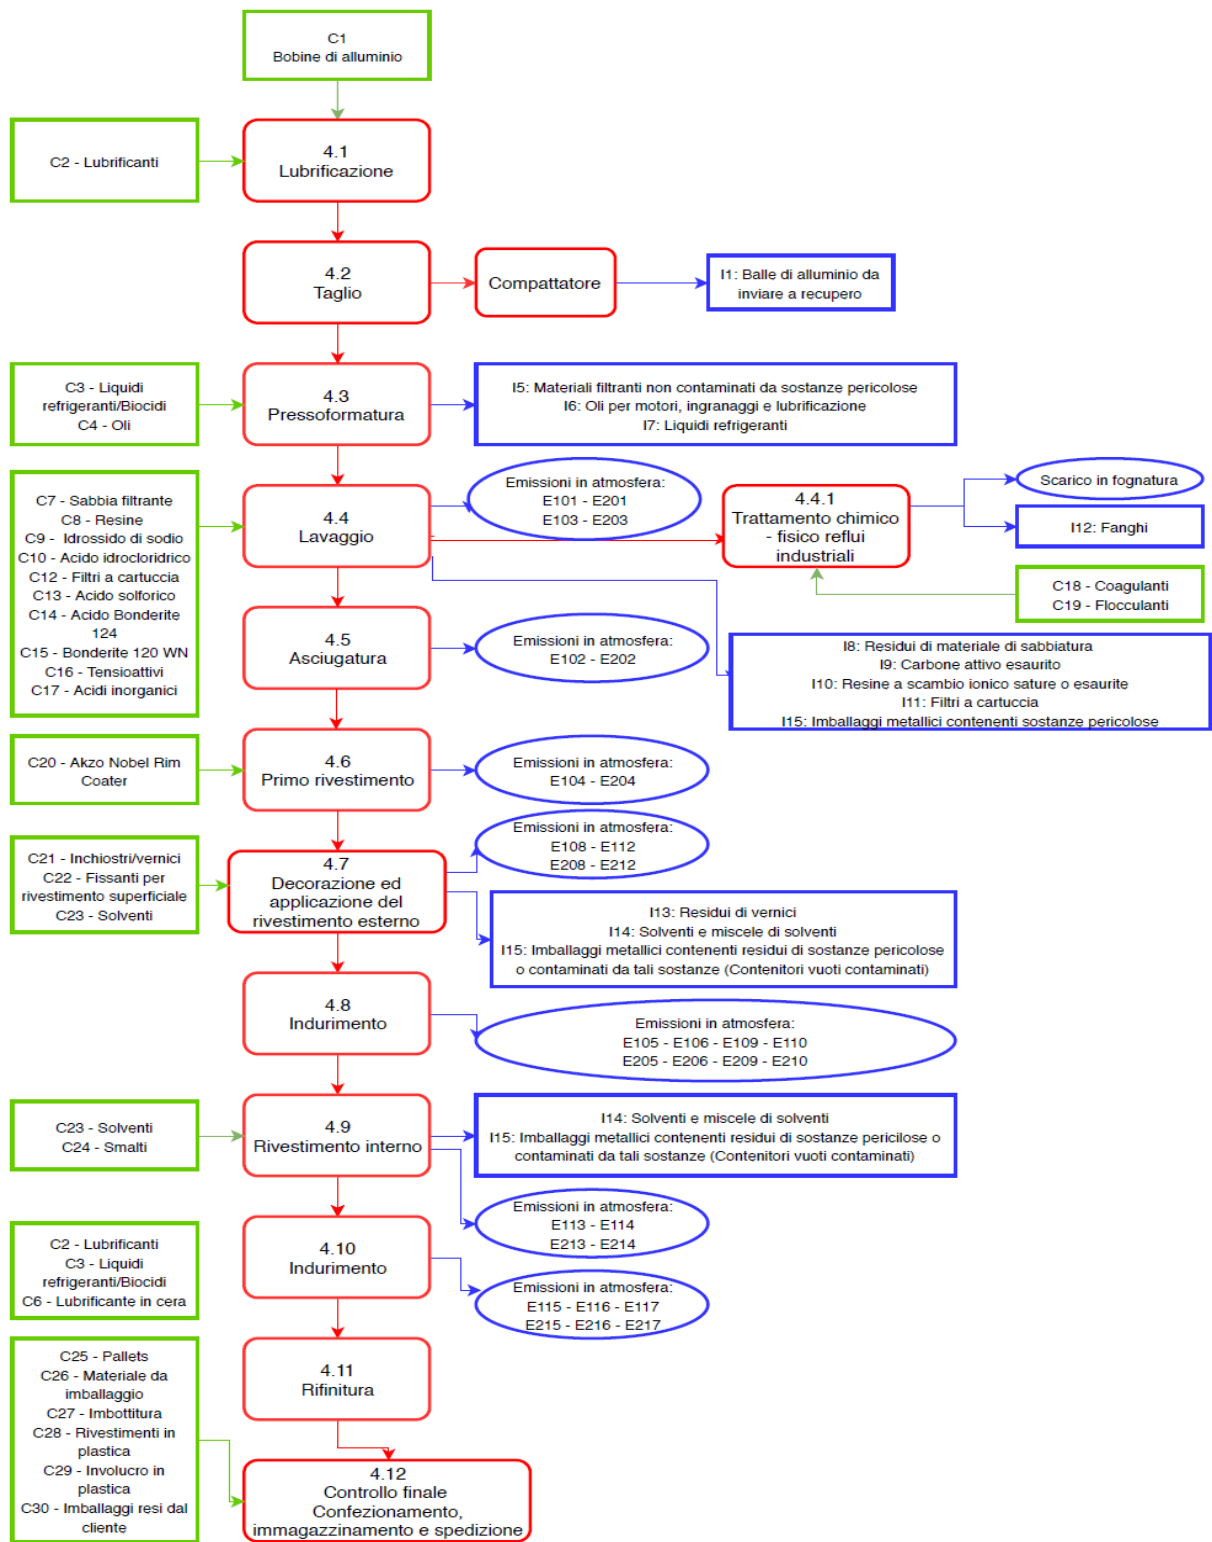 C1
Bobine di alluminio
C2 - Lubrificanti
4.1
Lubrificazione
4.2
Taglio
Compattatore
I1: Balle di alluminio da
inviare a recupero
C3 - Liquidi
refrigeranti/Biocidi
C4 - Oli
4.3
Pressoformatura
I5: Materiali filtranti non contaminati da sostanze pericolose
I6: Oli per motori, ingranaggi e lubrificazione
I7: Liquidi refrigeranti
C7 - Sabbia filtrante
C8 - Resine
C9 - Idrossido di sodio
C10 - Acido idrocloridrico
C12 - Filtri a cartuccia
C13 - Acido solforico
C14 - Acido Bonderite
124
C15 - Bonderite 120 WN
C16 - Tensioattivi
C17 - Acidi inorganici
4.4
Lavaggio
Emissioni in atmosfera:
E101 - E201
E103 - E203
4.4.1
Trattamento chimico
- fisico reflui
industriali
Scarico in fognatura
I12: Fanghi
C18 - Coagulanti
C19 - Flocculanti
I8: Residui di materiale di sabbiatura
I9: Carbone attivo esaurito
I10: Resine a scambio ionico sature o esaurite
I11: Filtri a cartuccia
I15: Imballaggi metallici contenenti sostanze pericolose
4.5
Asciugatura
Emissioni in atmosfera:
E102 - E202
C20 - Akzo Nobel Rim
Coater
4.6
Primo rivestimento
Emissioni in atmosfera:
E104 - E204
C21 - Inchiostri/vernici
C22 - Fissanti per
rivestimento superficiale
C23 - Solventi
4.7
Decorazione ed
applicazione del
rivestimento esterno
Emissioni in atmosfera:
E108 - E112
E208 - E212
I13: Residui di vernici
I14: Solventi e miscele di solventi
I15: Imballaggi metallici contenenti residui di sostanze pericolose
o contaminati da tali sostanze (Contenitori vuoti contaminati)
4.8
Indurimento
Emissioni in atmosfera:
E105 - E106 - E109 - E110
E205 - E206 - E209 - E210
C23 - Solventi
C24 - Smalti
4.9
Rivestimento interno
I14: Solventi e miscele di solventi
I15: Imballaggi metallici contenenti residui di sostanze pericilose o
contaminati da tali sostanze (Contenitori vuoti contaminati)
Emissioni in atmosfera:
E113 - E114
E213 - E214
C2 - Lubrificanti
C3 - Liquidi
refrigeranti/Biocidi
C6 - Lubrificante in cera
4.10
Indurimento
Emissioni in atmosfera:
E115 - E116 - E117
E215 - E216 - E217
4.11
Rifinitura
C25 - Pallets
C26 - Materiale da
imballaggio
C27 - Imbottitura
C28 - Rivestimenti in
plastica
C29 - Involucro in
plastica
C30 - Imballaggi resi dal
cliente
4.12
Controllo finale
Confezionamento,
immagazzinamento e spedizione